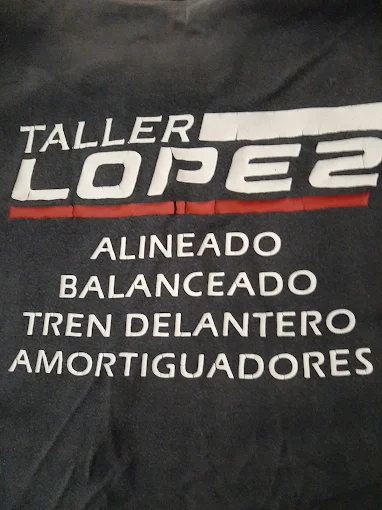 TALLER
LOPEZ
ALINEADO
BALANCEADO
TREN DELANTERO
AMORTIGUADORES